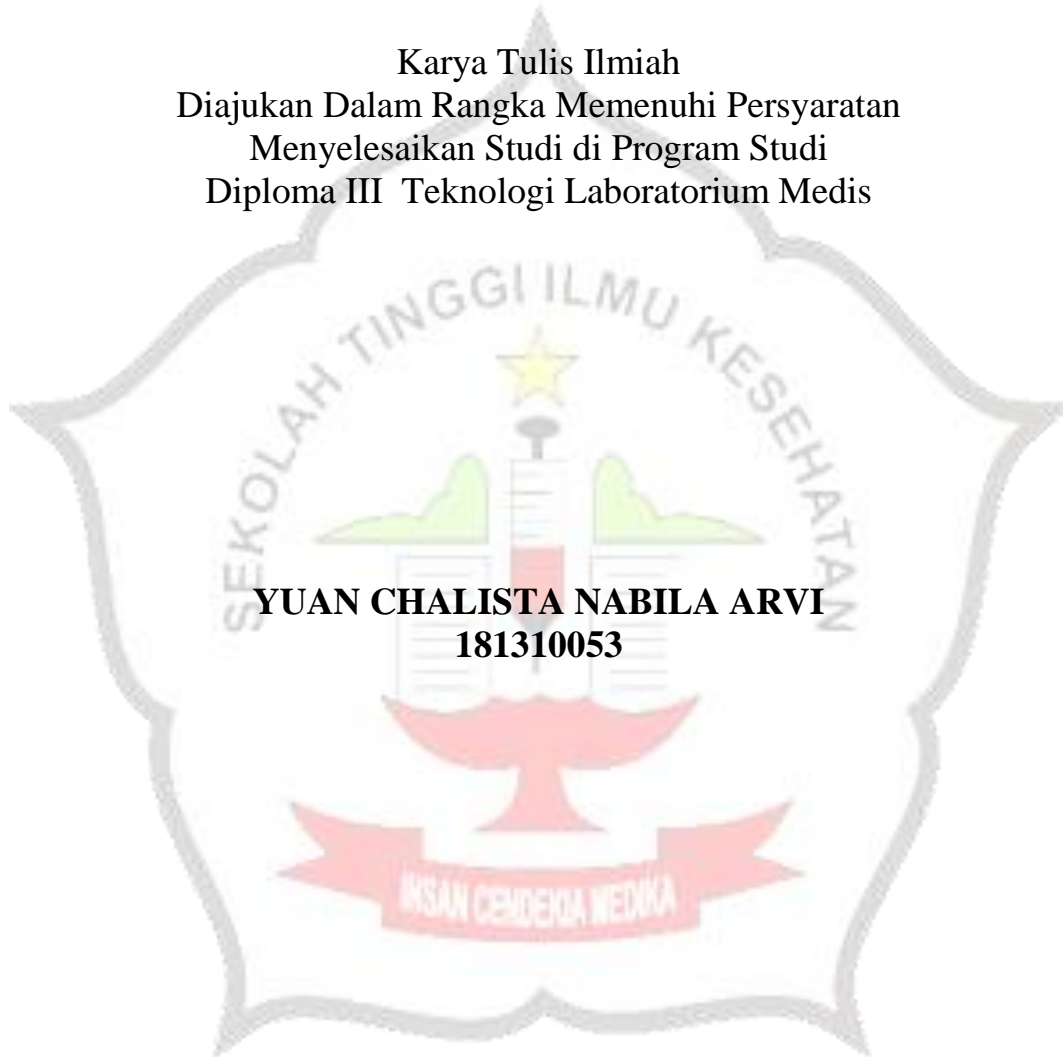 Karya Tulis Ilmiah
Diajukan Dalam Rangka Memenuhi Persyaratan
Menyelesaikan Studi di Program Studi
Diploma III Teknologi Laboratorium Medis
SEKOLAH TINGGI ILMU KESEHATAN
YUAN CHALISTA NABILA ARVI
181310053
INSAN CENDEKIA MEDIKA